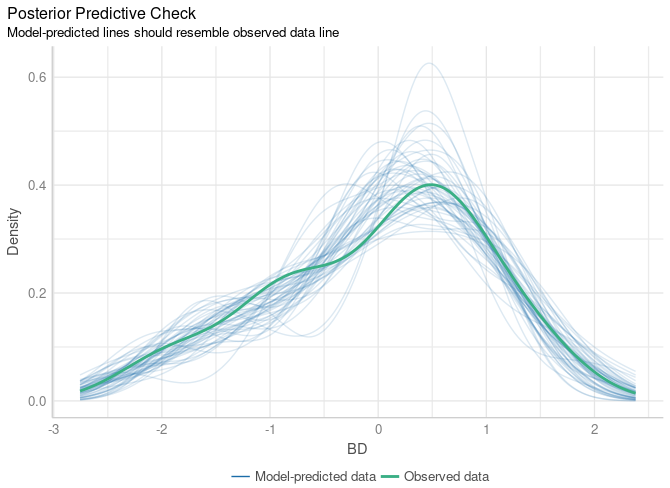 Posterior Predictive Check
Model-predicted lines should resemble observed data line
0.6
0.4
0.2
0.0
Density
-3 -2 -1 0 1 2
BD
Model-predicted data Observed data